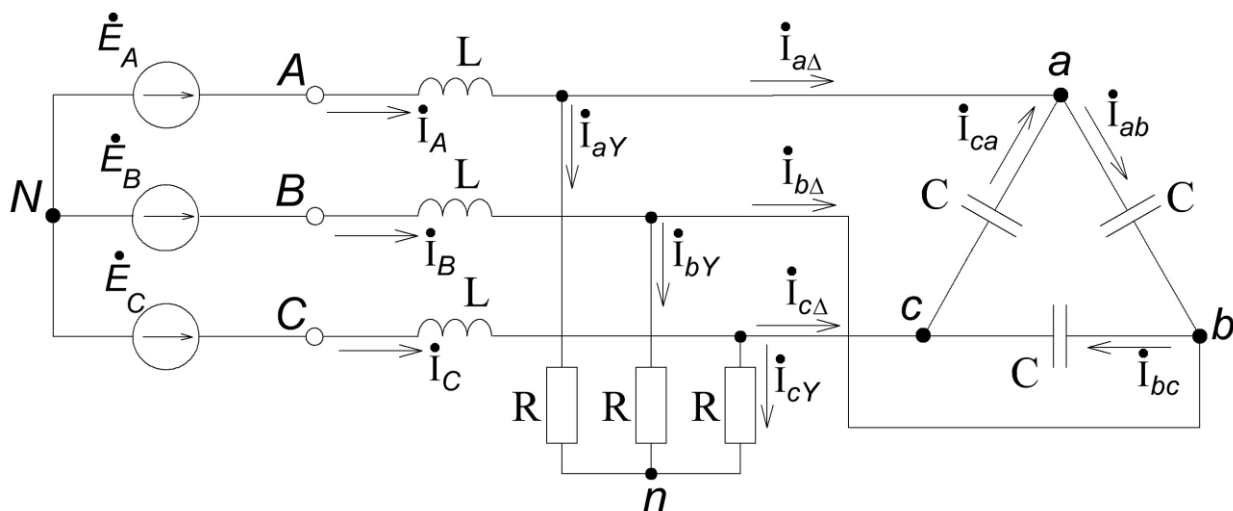 Ė_A A L İ_A İ_aY İ_aΔ a
İ_ca İ_ab C C
N Ė_B B L İ_B İ_bY İ_bΔ
Ė_C C L İ_C İ_cY İ_cΔ c b
C İ_bc
R R R
n